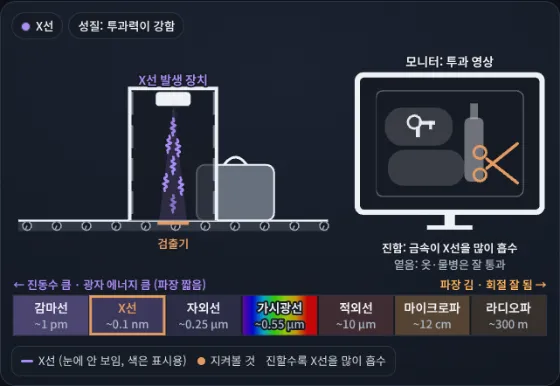 X선
성질: 투과력이 강함
모니터: 투과 영상
X선 발생 장치
검출기
진함: 금속이 X선을 많이 흡수
옅음: 옷·물병은 잘 통과
← 진동수 큼 · 광자 에너지 큼 (파장 짧음)
파장 김 · 회절 잘 됨 →
감마선 X선 자외선 가시광선 적외선 마이크로파 라디오파
~1 pm ~0.1 nm ~0.25 μm ~0.55 μm ~10 μm ~12 cm ~300 m
X선 (눈에 안 보임, 색은 표시용) 지켜볼 것 진할수록 X선을 많이 흡수